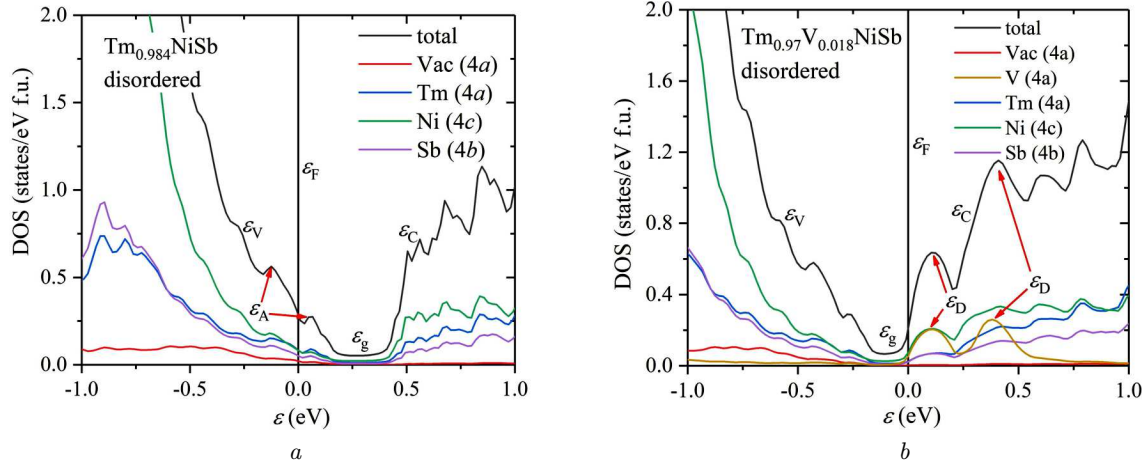 2.0
1.5
1.0
0.5
0.0
DOS (states/eV f.u.)
Tm0.984NiSb
disordered
total
Vac (4a)
Tm (4a)
Ni (4c)
Sb (4b)
εF
εV
εC
εA
εg
-1.0 -0.5 0.0 0.5 1.0
ε (eV)
a
2.0
1.6
1.2
0.8
0.4
0.0
DOS (states/eV f.u.)
Tm0.97V0.018NiSb
disordered
total
Vac (4a)
V (4a)
Tm (4a)
Ni (4c)
Sb (4b)
εF
εV
εC
εD
εD
εg
-1.0 -0.5 0.0 0.5 1.0
ε (eV)
b